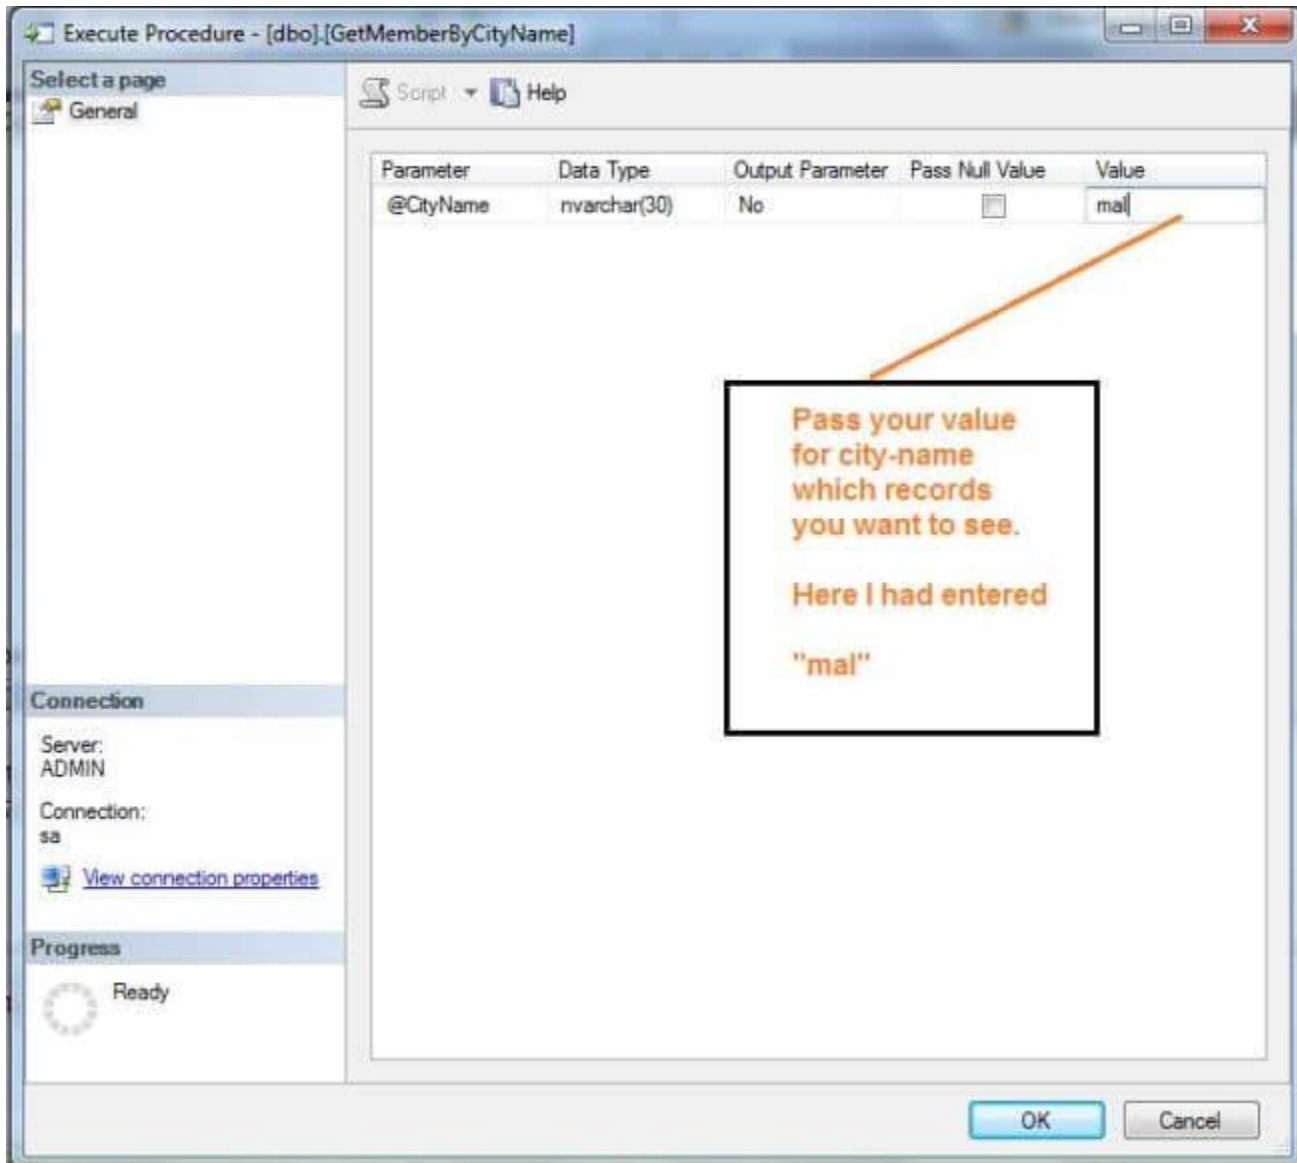 Execute Procedure - [dbo].[GetMemberByCityName]
Select a page
General
Script Help
Parameter Data Type Output Parameter Pass Null Value Value
@CityName nvarchar(30) No mal
Pass your value
for city-name
which records
you want to see.
Here I had entered
"mal"
Connection
Server:
ADMIN
Connection:
sa
View connection properties
Progress
Ready
OK Cancel